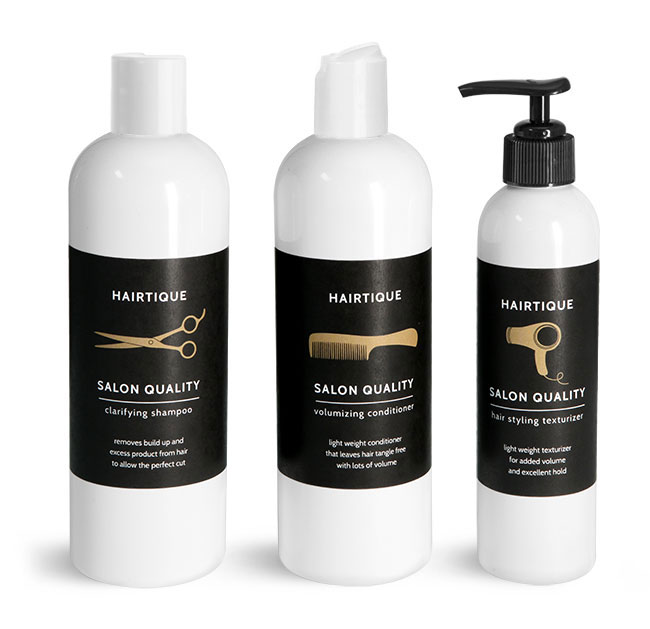 HAIRTIQUE
SALON QUALITY
clarifying shampoo
removes build up and
excess product from hair
to allow the perfect cut
HAIRTIQUE
SALON QUALITY
volumizing conditioner
light weight conditioner
that leaves hair tangle free
with lots of volume
HAIRTIQUE
SALON QUALITY
hair styling texturizer
light weight texturizer
for added volume
and excellent hold